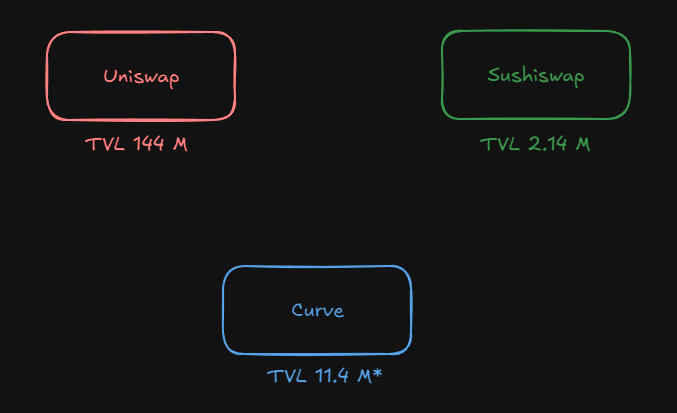 Uniswap
TVL 144 M
Sushiswap
TVL 2.14 M
Curve
TVL 11.4 M*